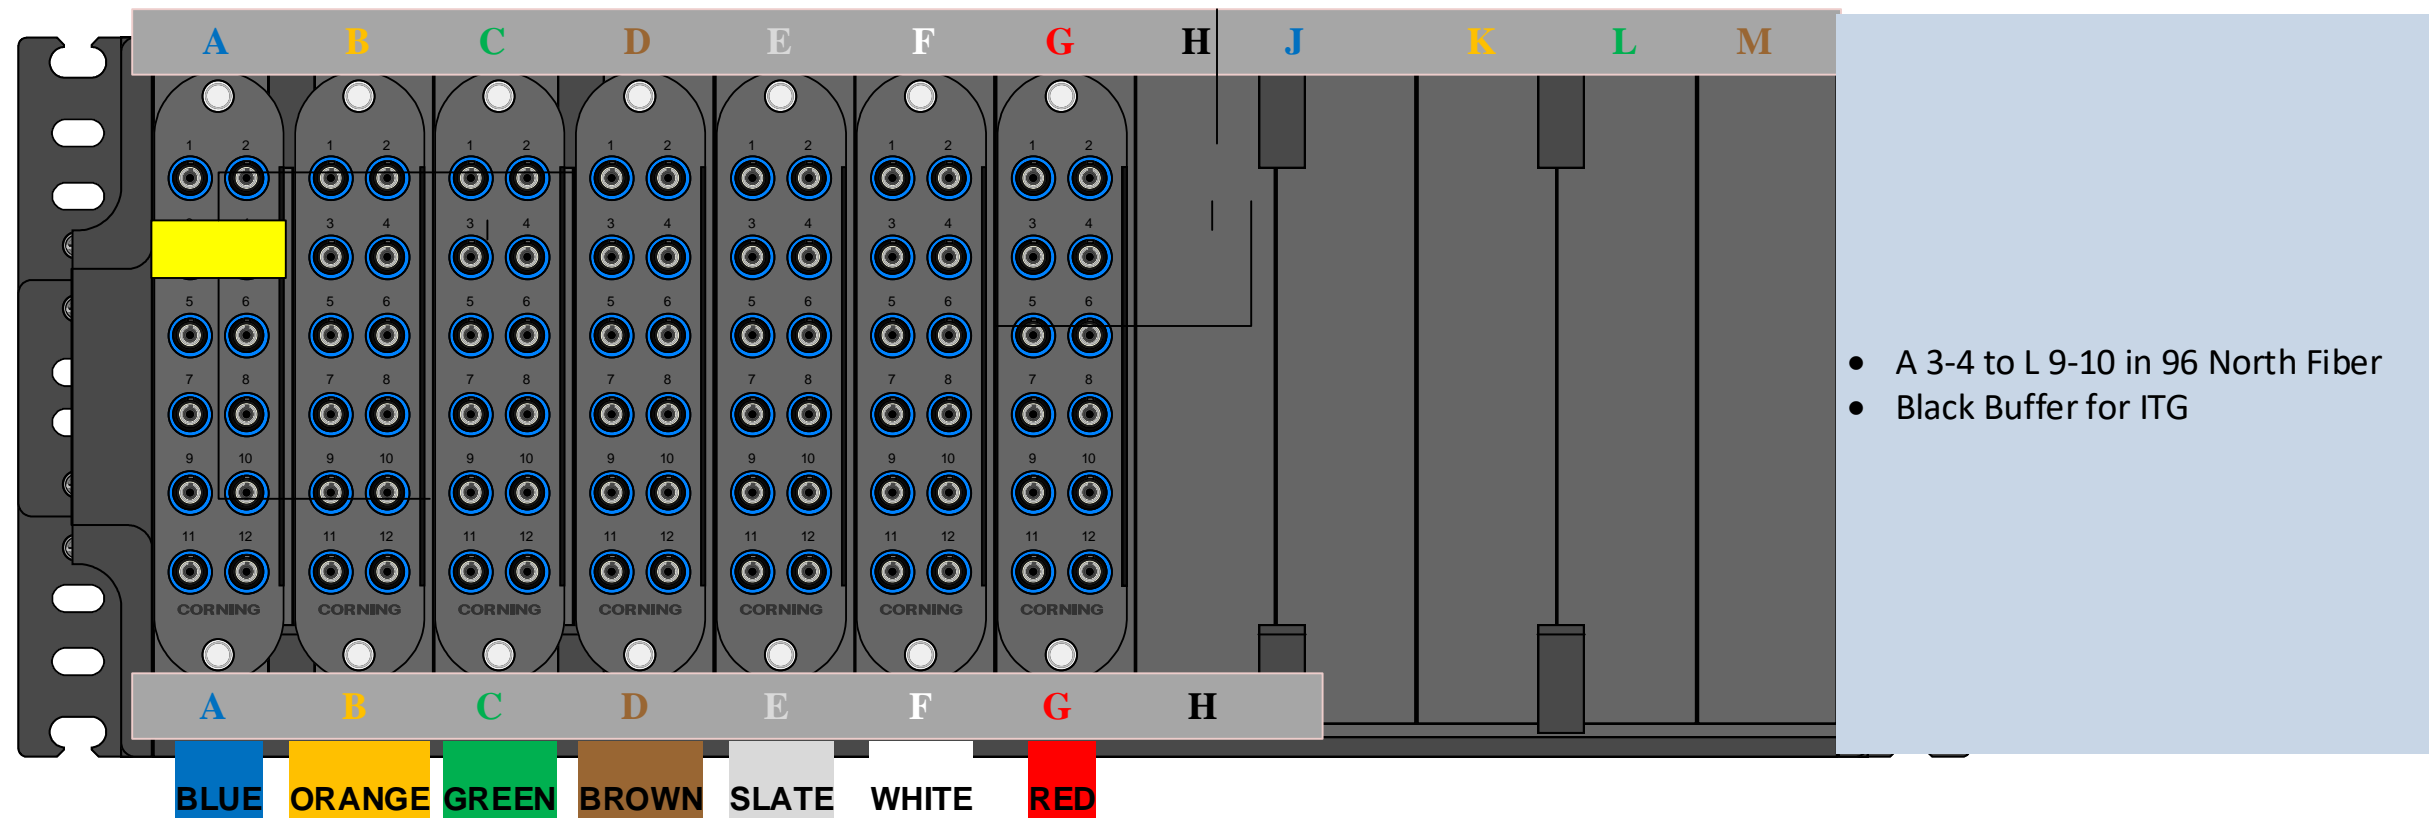 A B C D E F G H J K L M
1 2 1 2 1 2 1 2 1 2 1 2 1 2
3 4 3 4 3 4 3 4 3 4 3 4
5 6 5 6 5 6 5 6 5 6 5 6 5 6
7 8 7 8 7 8 7 8 7 8 7 8 7 8
9 10 9 10 9 10 9 10 9 10 9 10 9 10
11 12 11 12 11 12 11 12 11 12 11 12 11 12
CORNING CORNING CORNING CORNING CORNING CORNING CORNING
A B C D E F G H
BLUE ORANGE GREEN BROWN SLATE WHITE RED
• A 3-4 to L 9-10 in 96 North Fiber
• Black Buffer for ITG